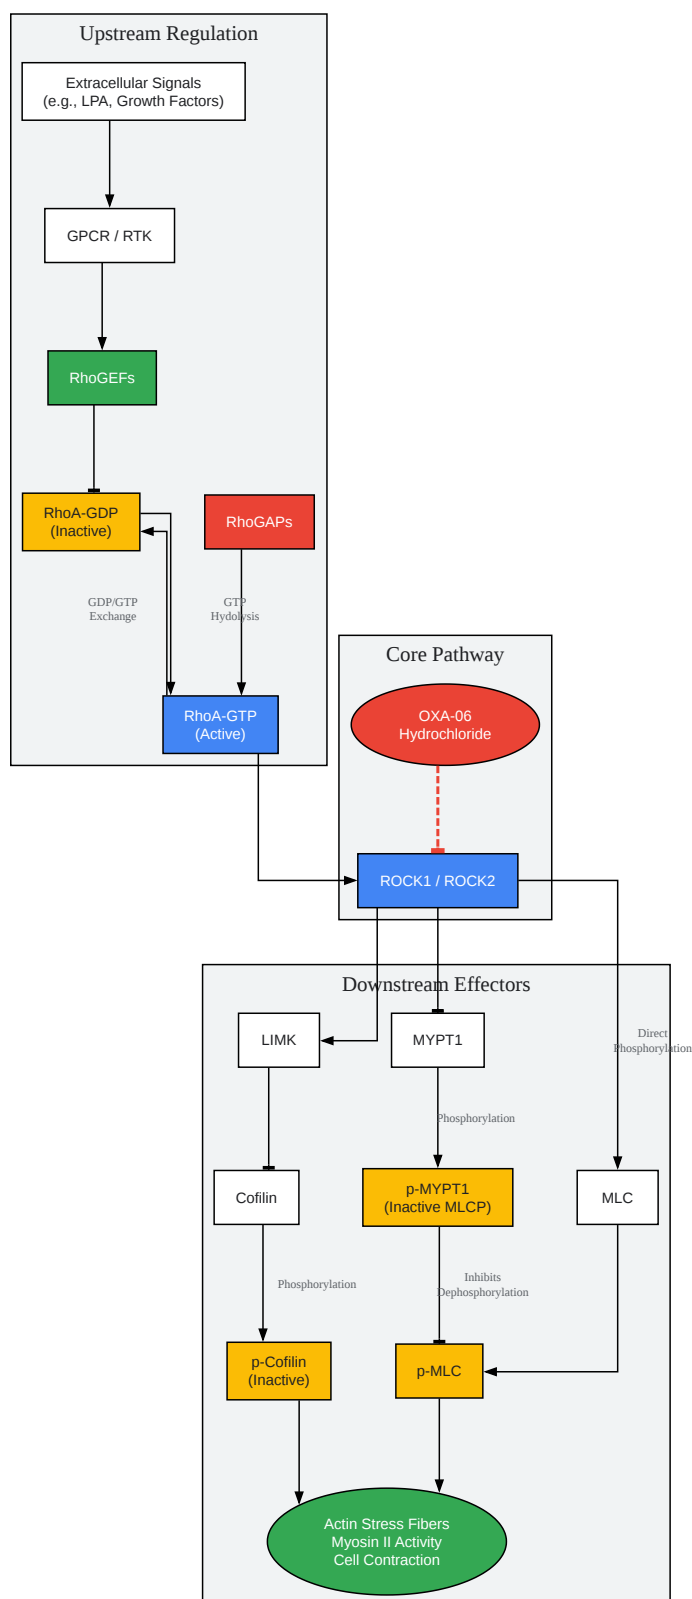 Upstream Regulation
Extracellular Signals
(e.g., LPA, Growth Factors)
GPCR / RTK
RhoGEFs
RhoA-GDP
(Inactive)
RhoGAPs
GDP/GTP
Exchange
GTP
Hydolysis
RhoA-GTP
(Active)
Core Pathway
OXA-06
Hydrochloride
ROCK1 / ROCK2
Downstream Effectors
LIMK
MYPT1
Direct
Phosphorylation
Phosphorylation
Cofilin
p-MYPT1
(Inactive MLCP)
MLC
Phosphorylation
Inhibits
Dephosphorylation
p-Cofilin
(Inactive)
p-MLC
Actin Stress Fibers
Myosin II Activity
Cell Contraction